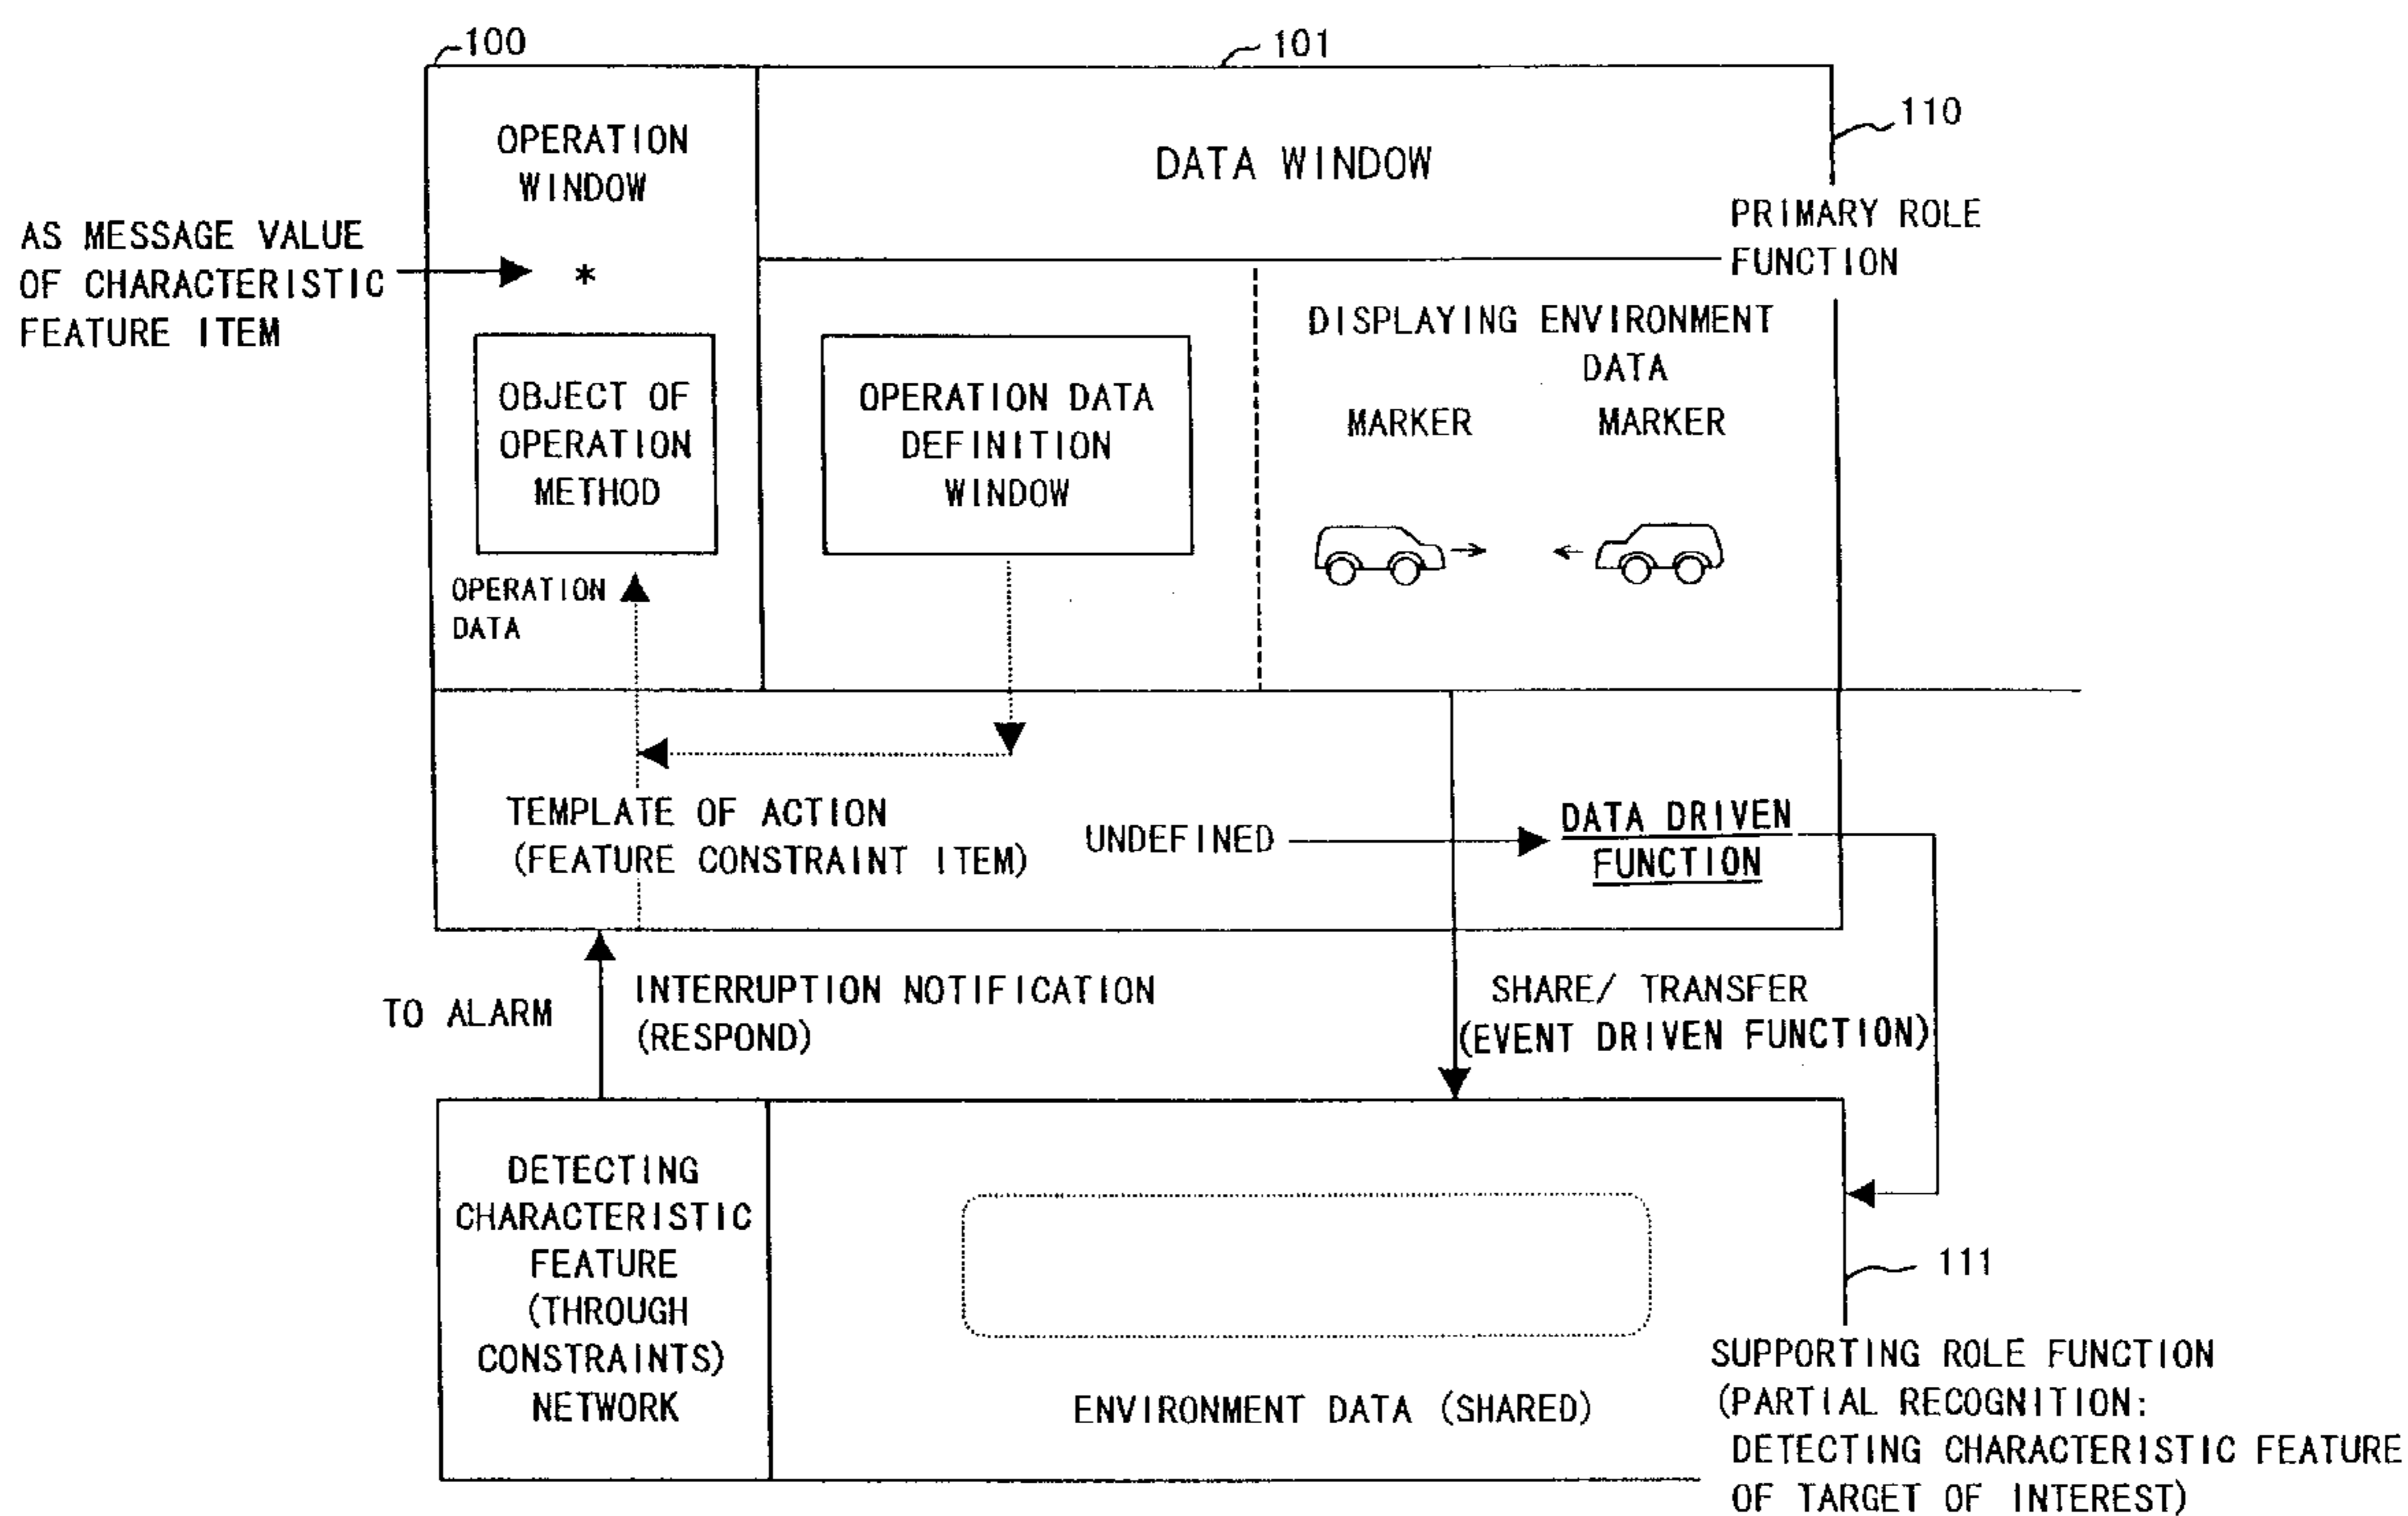 100
101
110
OPERATION
WINDOW
DATA WINDOW
PRIMARY ROLE
FUNCTION
AS MESSAGE VALUE
OF CHARACTERISTIC
FEATURE ITEM
*
DISPLAYING ENVIRONMENT
DATA
OBJECT OF
OPERATION
METHOD
OPERATION DATA
DEFINITION
WINDOW
MARKER
MARKER
OPERATION
DATA
TEMPLATE OF ACTION
(FEATURE CONSTRAINT ITEM)
UNDEFINED
DATA DRIVEN
FUNCTION
TO ALARM
INTERRUPTION NOTIFICATION
(RESPOND)
SHARE/ TRANSFER
(EVENT DRIVEN FUNCTION)
DETECTING
CHARACTERISTIC
FEATURE
(THROUGH
CONSTRAINTS)
NETWORK
ENVIRONMENT DATA (SHARED)
111
SUPPORTING ROLE FUNCTION
(PARTIAL RECOGNITION:
DETECTING CHARACTERISTIC FEATURE
OF TARGET OF INTEREST)